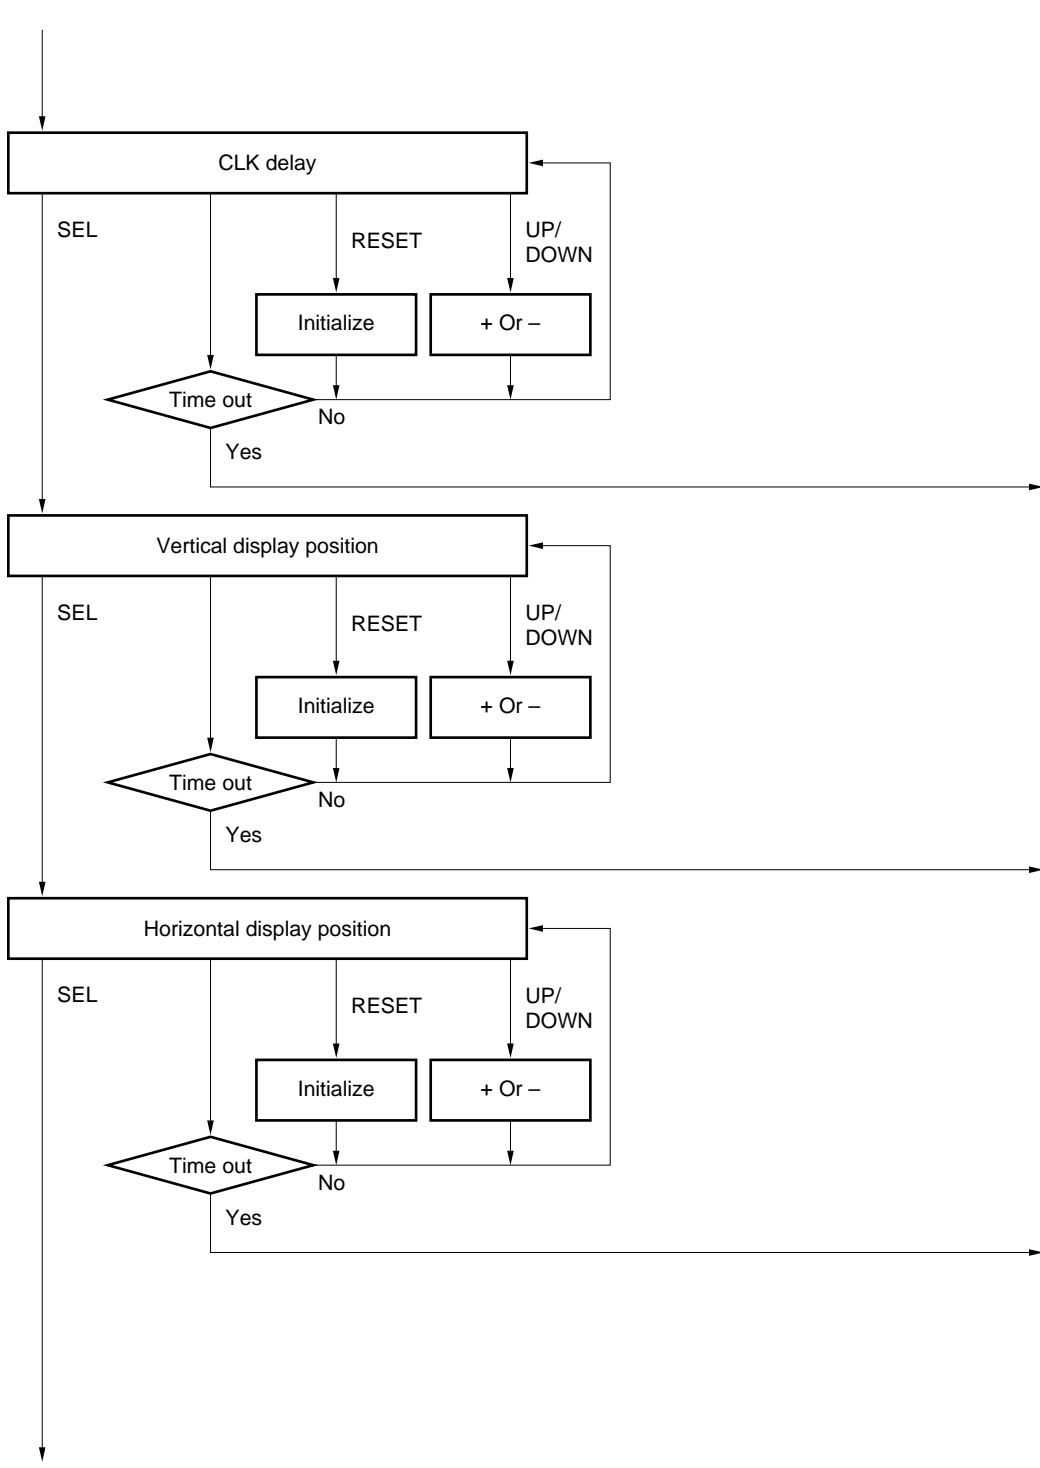 CLK delay
SEL
RESET
UP/
DOWN
Initialize
+ Or –
Time out
No
Yes
Vertical display position
SEL
RESET
UP/
DOWN
Initialize
+ Or –
Time out
No
Yes
Horizontal display position
SEL
RESET
UP/
DOWN
Initialize
+ Or –
Time out
No
Yes